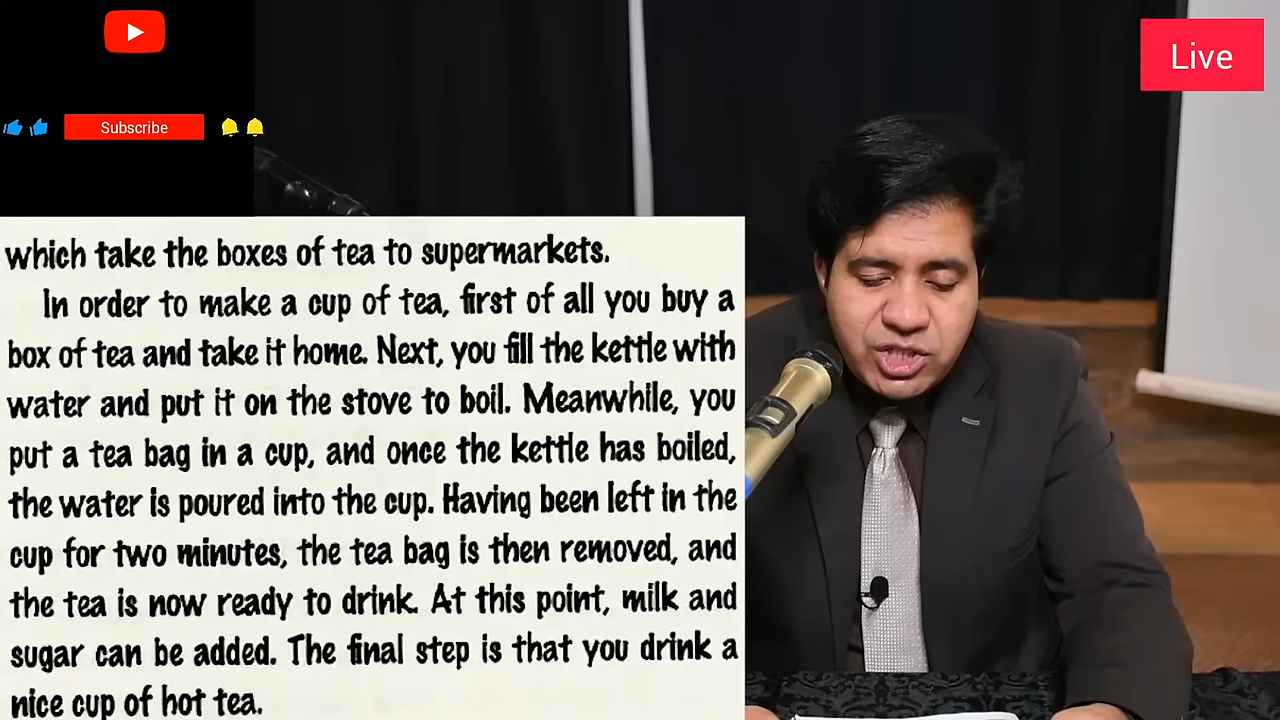 Live
Subscribe
which take the boxes of tea to supermarkets.
In order to make a cup of tea, first of all you buy a
box of tea and take it home. Next, you fill the kettle with
water and put it on the stove to boil. Meanwhile, you
put a tea bag in a cup, and once the kettle has boiled,
the water is poured into the cup. Having been left in the
cup for two minutes, the tea bag is then removed, and
the tea is now ready to drink. At this point, milk and
sugar can be added. The final step is that you drink a
nice cup of hot tea.